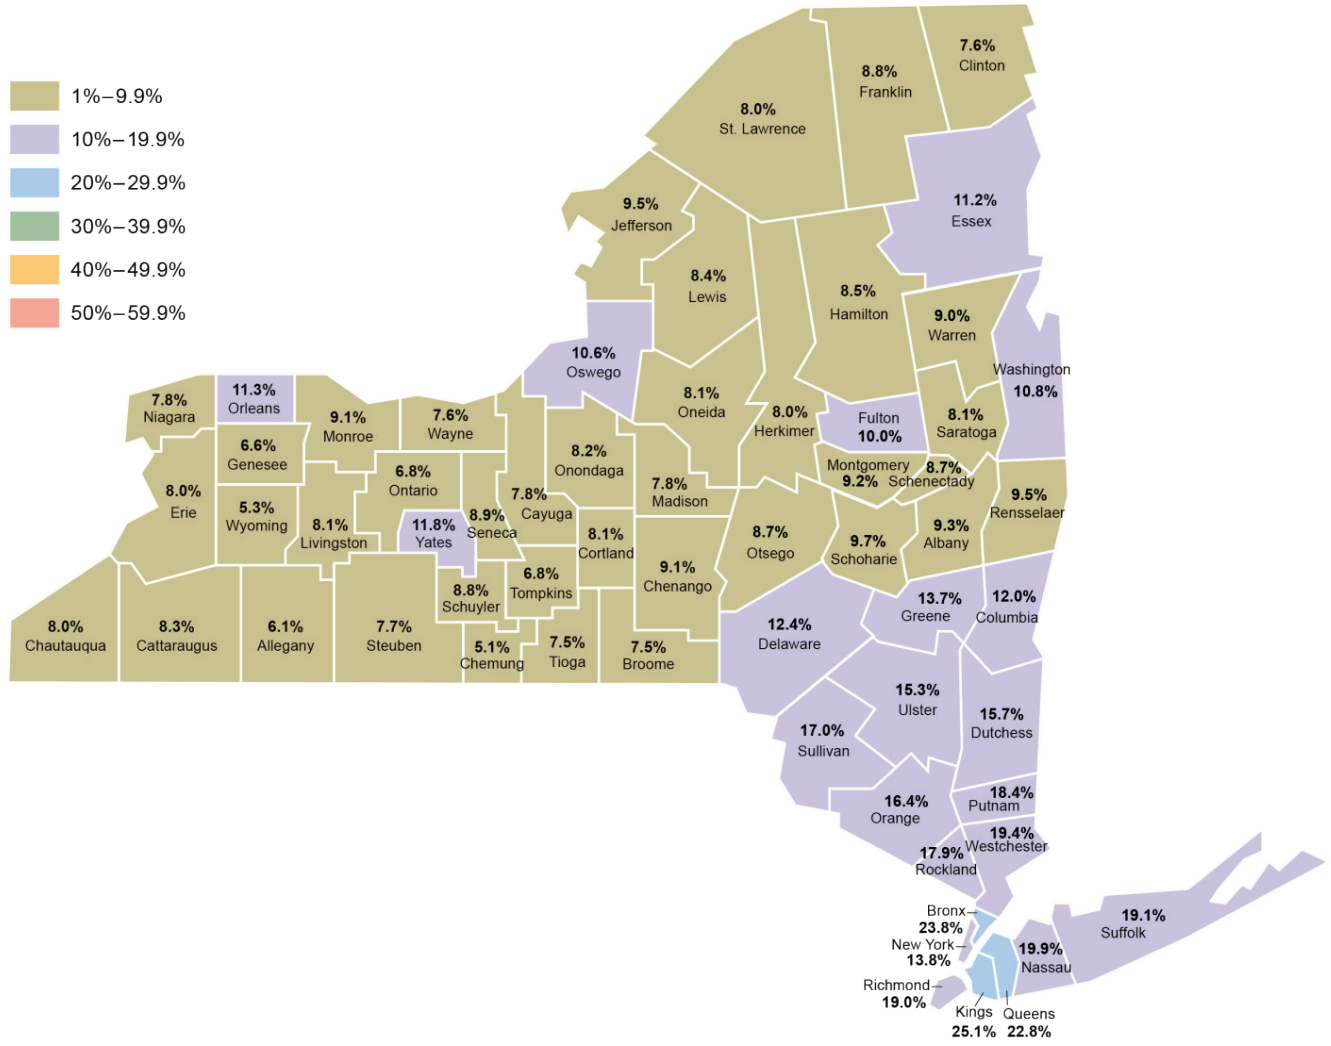 1%–9.9%
10%–19.9%
20%–29.9%
30%–39.9%
40%–49.9%
50%–59.9%
7.6%
Clinton
8.8%
Franklin
8.0%
St. Lawrence
11.2%
Essex
9.5%
Jefferson
8.4%
Lewis
8.5%
Hamilton
9.0%
Warren
Washington
10.8%
10.6%
Oswego
8.1%
Oneida
8.0%
Herkimer
Fulton
10.0%
8.1%
Saratoga
7.8%
Niagara
11.3%
Orleans
9.1%
Monroe
7.6%
Wayne
6.6%
Genesee
8.2%
Onondaga
7.8%
Madison
Montgomery
9.2%
8.7%
Schenectady
8.0%
Erie
5.3%
Wyoming
8.1%
Livingston
6.8%
Ontario
11.8%
Yates
8.9%
Seneca
7.8%
Cayuga
8.1%
Cortland
9.1%
Chenango
8.7%
Otsego
9.7%
Schoharie
9.3%
Albany
9.5%
Rensselaer
8.0%
Chautauqua
8.3%
Cattaraugus
6.1%
Allegany
7.7%
Steuben
8.8%
Schuyler
6.8%
Tompkins
5.1%
Chemung
7.5%
Tioga
7.5%
Broome
12.4%
Delaware
13.7%
Greene
12.0%
Columbia
15.3%
Ulster
15.7%
Dutchess
17.0%
Sullivan
16.4%
Orange
18.4%
Putnam
19.4%
Westchester
17.9%
Rockland
Bronx
23.8%
New York
13.8%
Richmond
19.0%
Kings
25.1%
Queens
22.8%
19.9%
Nassau
19.1%
Suffolk